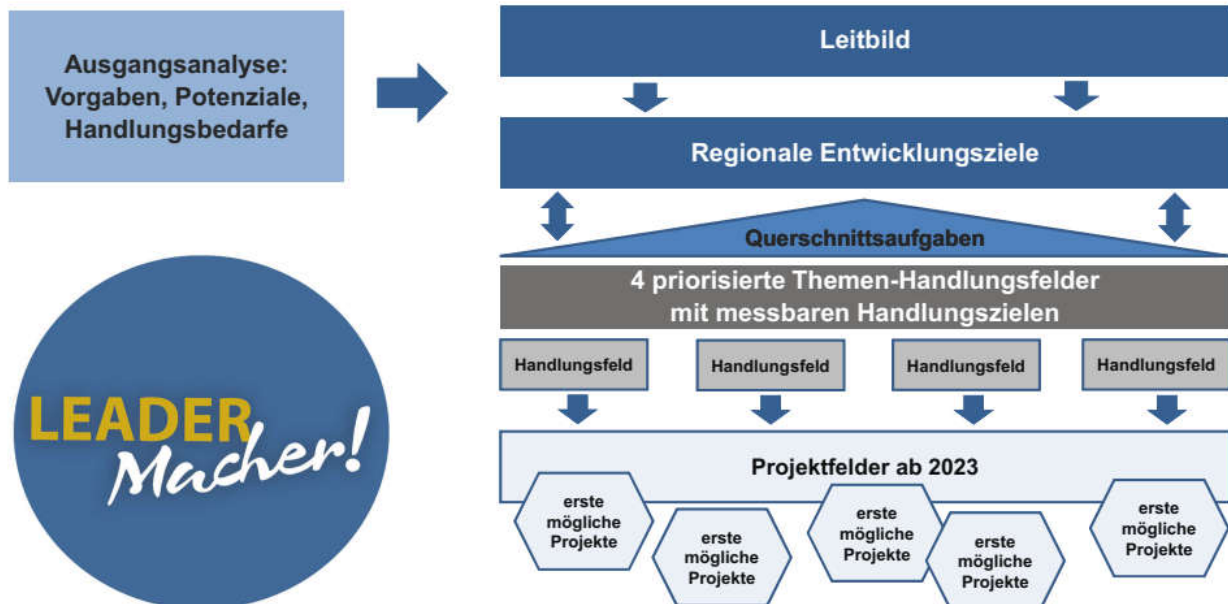 Ausgangsanalyse:
Vorgaben, Potenziale,
Handlungsbedarfe
Leitbild
Regionale Entwicklungsziele
Querschnittsaufgaben
4 priorisierte Themen-Handlungsfelder
mit messbaren Handlungszielen
Handlungsfeld
Handlungsfeld
Handlungsfeld
Handlungsfeld
Projektfelder ab 2023
erste
mögliche
Projekte
erste
mögliche
Projekte
erste
mögliche
Projekte
erste
mögliche
Projekte
erste
mögliche
Projekte
LEADER
Macher!